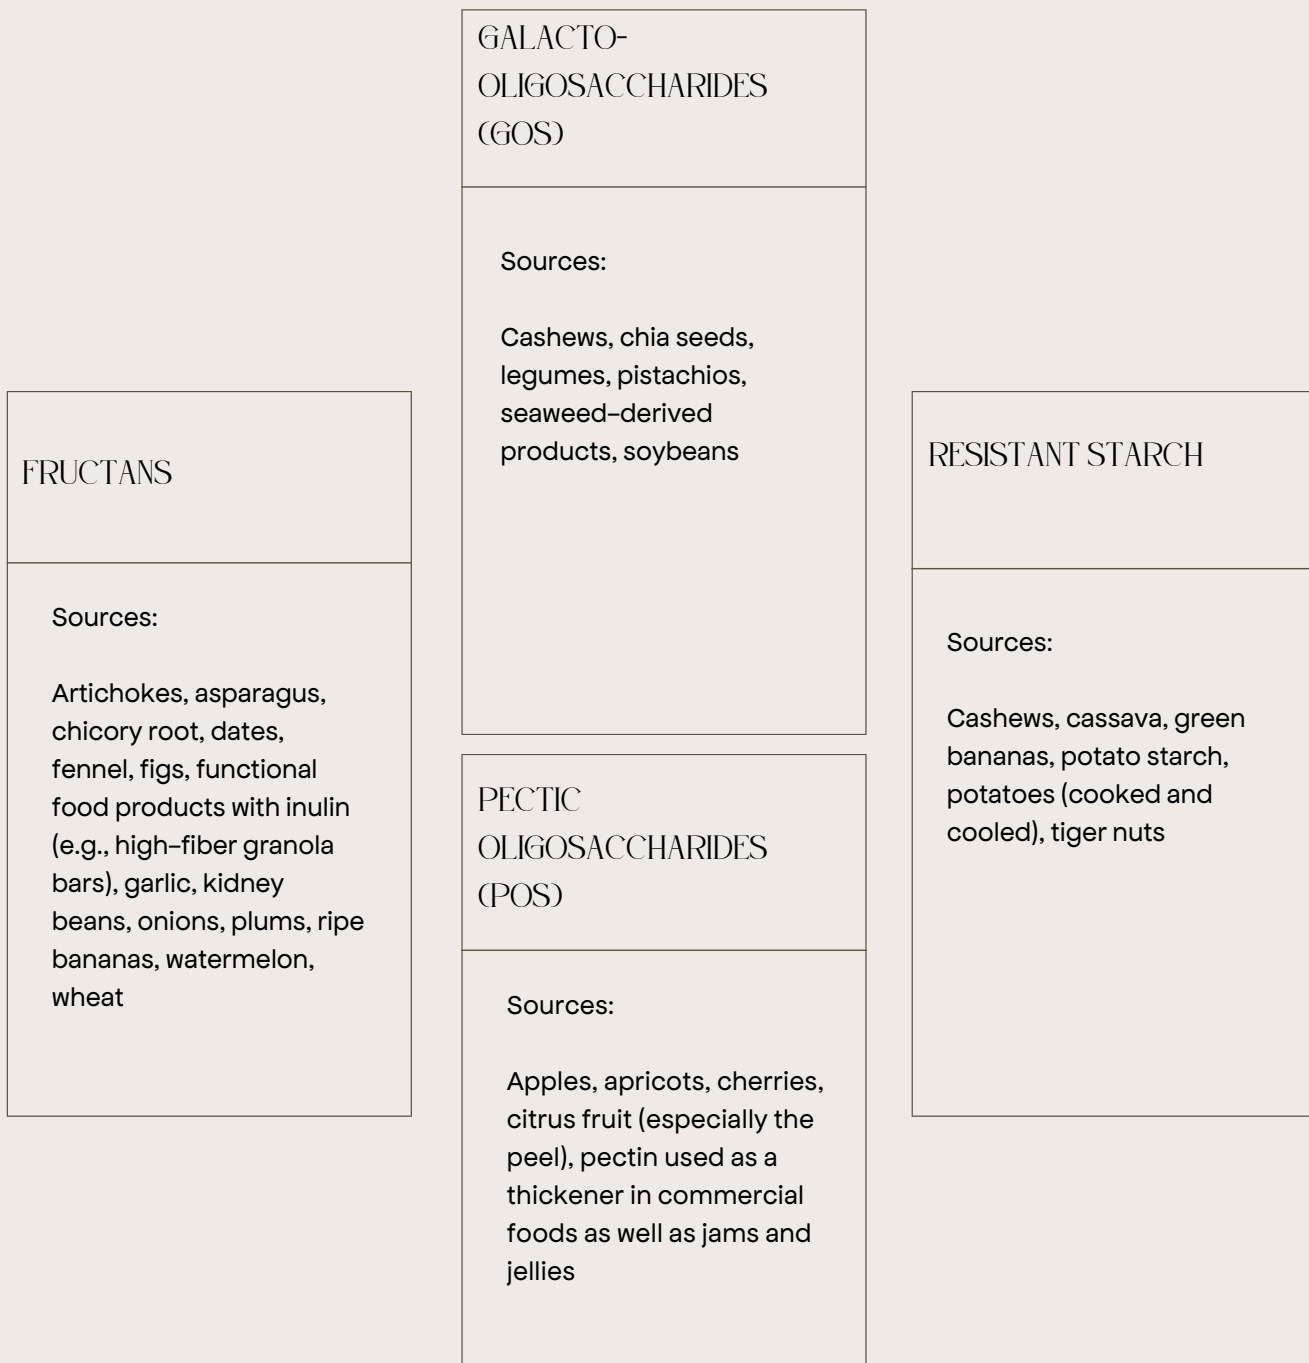 FRUCTANS
Sources:
Artichokes, asparagus,
chicory root, dates,
fennel, figs, functional
food products with inulin
(e.g., high-fiber granola
bars), garlic, kidney
beans, onions, plums, ripe
bananas, watermelon,
wheat
GALACTO-
OLIGOSACCHARIDES
(GOS)
Sources:
Cashews, chia seeds,
legumes, pistachios,
seaweed-derived
products, soybeans
PECTIC
OLIGOSACCHARIDES
(POS)
Sources:
Apples, apricots, cherries,
citrus fruit (especially the
peel), pectin used as a
thickener in commercial
foods as well as jams and
jellies
RESISTANT STARCH
Sources:
Cashews, cassava, green
bananas, potato starch,
potatoes (cooked and
cooled), tiger nuts